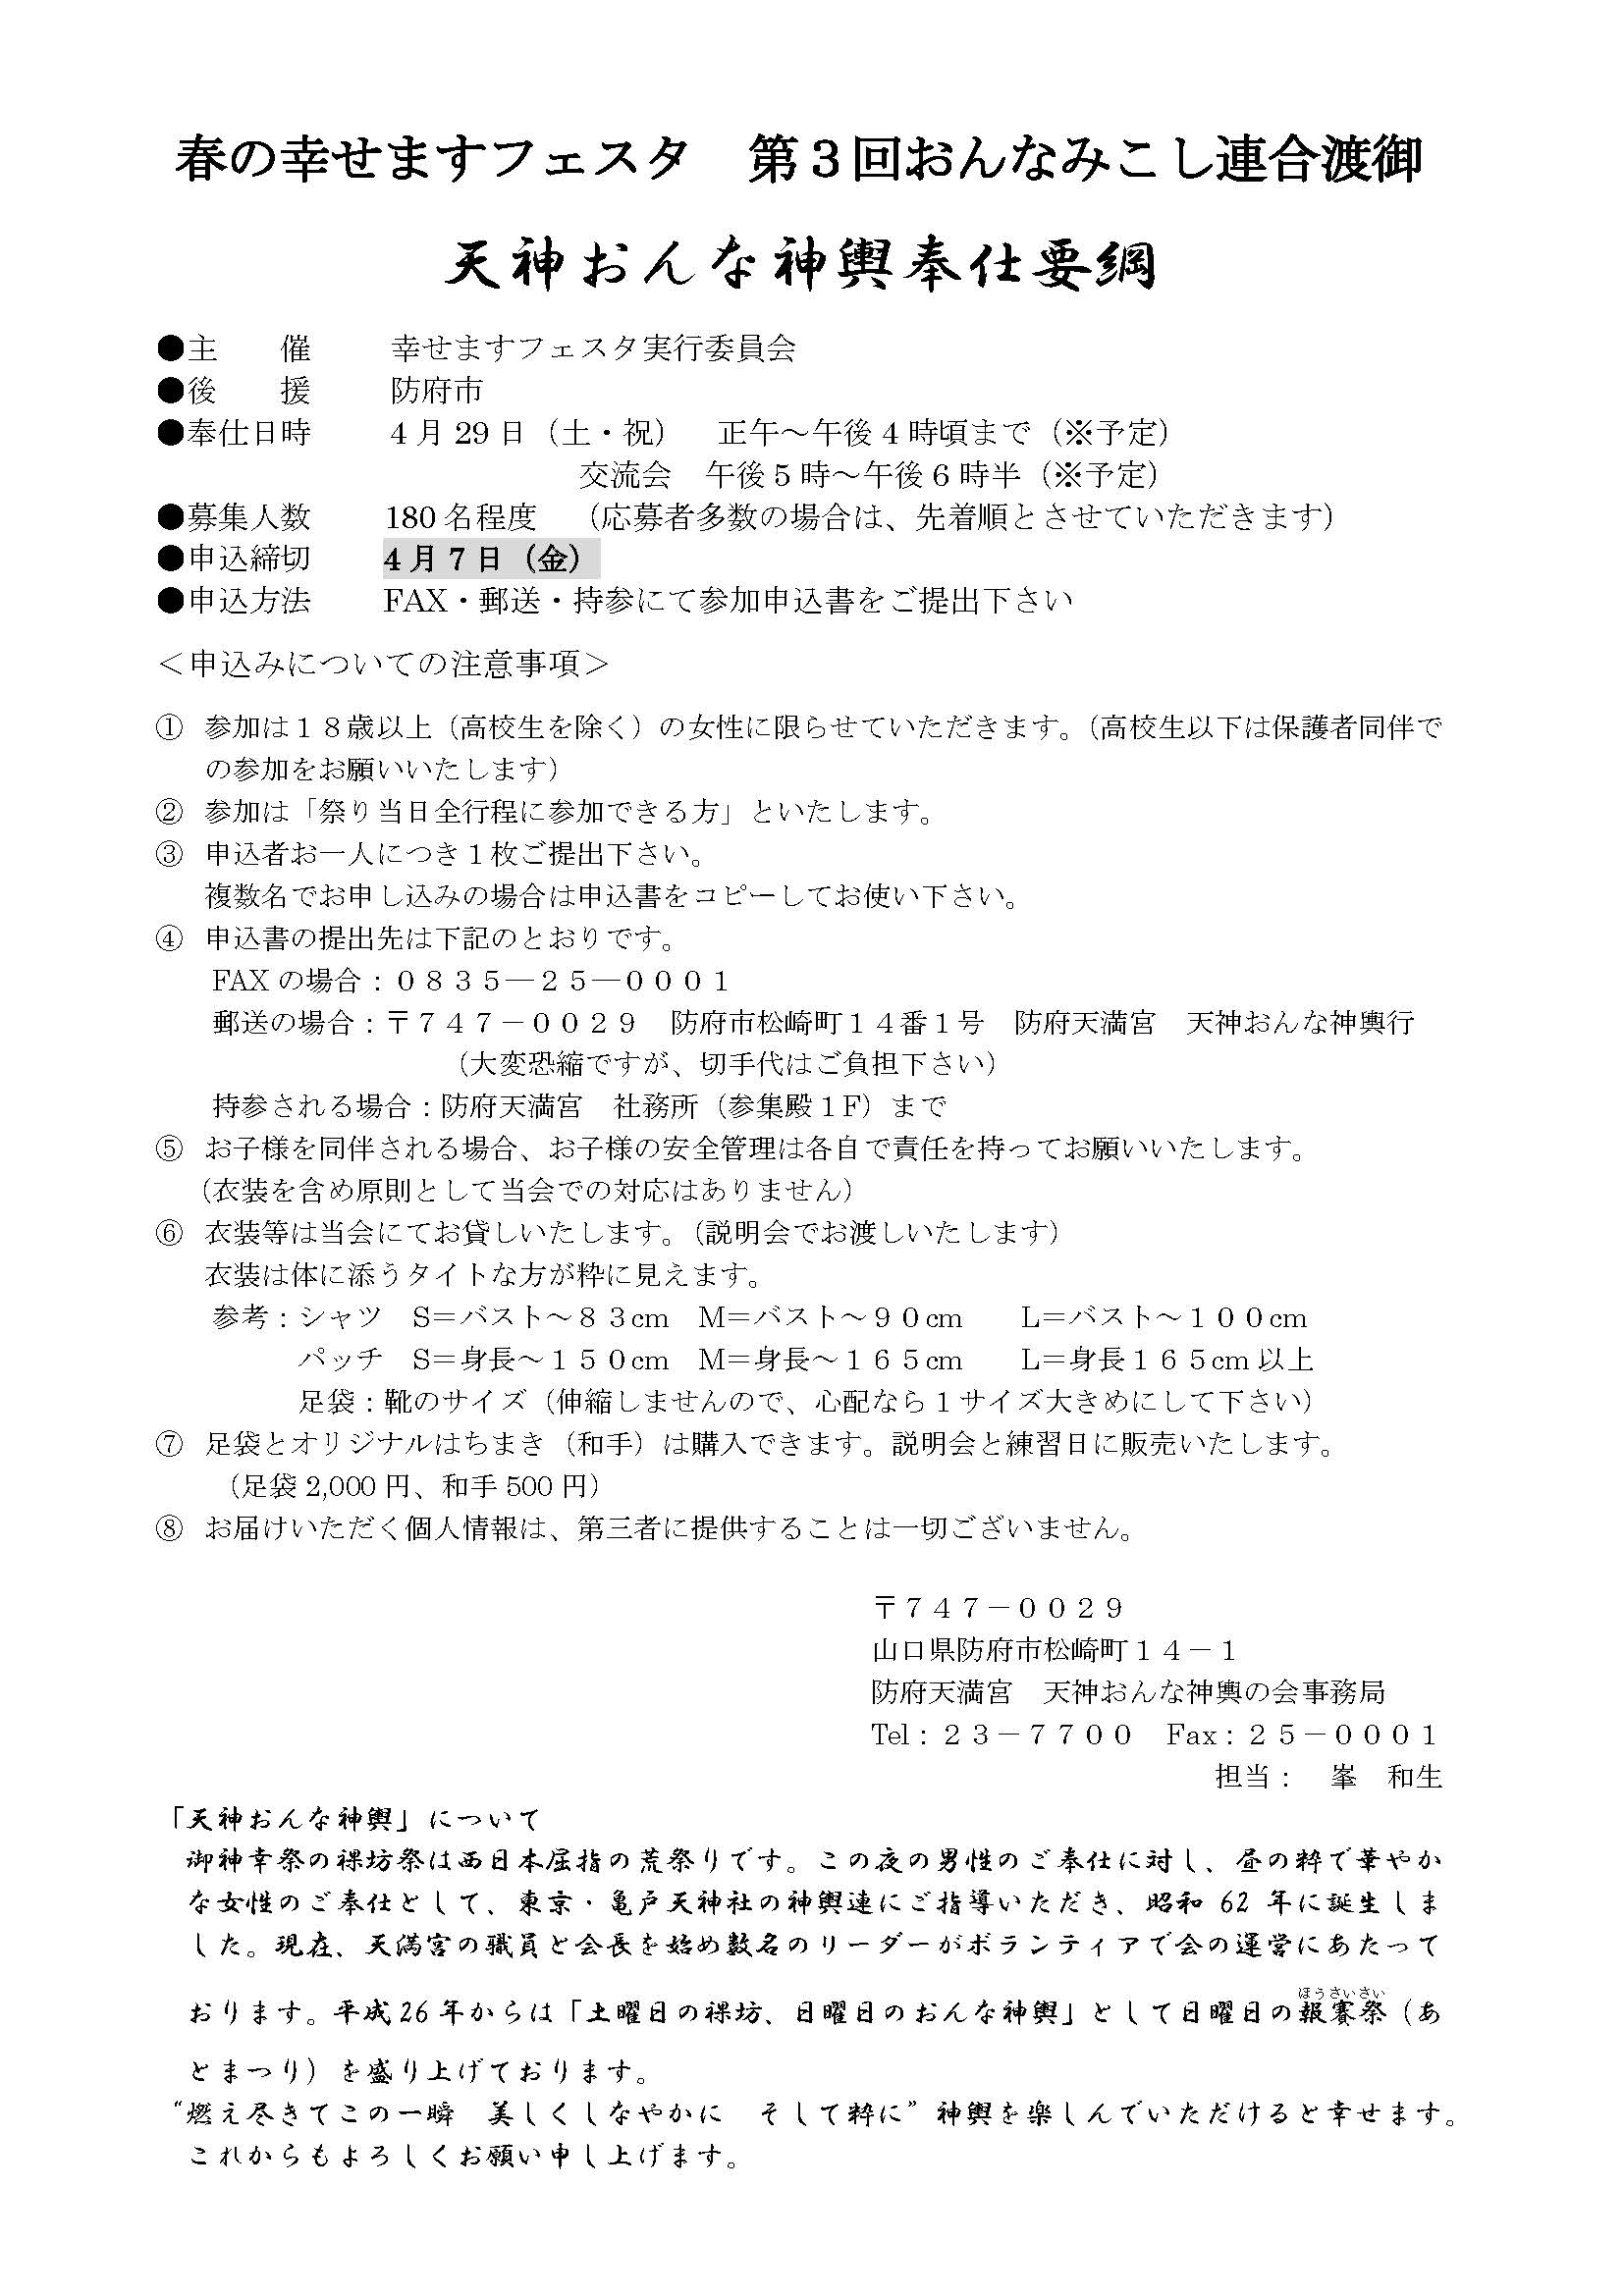 春の幸せますフェスタ　第３回おんなみこし連合渡御
天神おんな神輿奉仕要綱
●主　　催　　幸せますフェスタ実行委員会
●後　　援　　防府市
●奉仕日時　　4 月 29 日（土・祝）　正午～午後 4 時頃まで（※予定）
交流会　午後 5 時～午後 6 時半（※予定）
●募集人数　　180 名程度　（応募者多数の場合は、先着順とさせていただきます）
●申込締切　　4 月 7 日（金）
●申込方法　　FAX・郵送・持参にて参加申込書をご提出下さい
＜申込みについての注意事項＞
①　参加は１８歳以上（高校生を除く）の女性に限らせていただきます。（高校生以下は保護者同伴で
の参加をお願いいたします）
②　参加は「祭り当日全行程に参加できる方」といたします。
③　申込者お一人につき１枚ご提出下さい。
複数名でお申し込みの場合は申込書をコピーしてお使い下さい。
④　申込書の提出先は下記のとおりです。
FAX の場合：０８３５―２５―０００１
郵送の場合：〒７４７－００２９　防府市松崎町１４番１号　防府天満宮　天神おんな神輿行
（大変恐縮ですが、切手代はご負担下さい）
持参される場合：防府天満宮　社務所（参集殿１F）まで
⑤　お子様を同伴される場合、お子様の安全管理は各自で責任を持ってお願いいたします。
（衣装を含め原則として当会での対応はありません）
⑥　衣装等は当会にてお貸しいたします。（説明会でお渡しいたします）
衣装は体に添うタイトな方が粋に見えます。
参考：シャツ　S＝バスト～８３cm　M＝バスト～９０cm　　L＝バスト～１００cm
パッチ　S＝身長～１５０cm　M＝身長～１６５cm　　L＝身長１６５cm 以上
足袋：靴のサイズ（伸縮しませんので、心配なら１サイズ大きめにして下さい）
⑦　足袋とオリジナルはちまき（和手）は購入できます。説明会と練習日に販売いたします。
（足袋 2,000 円、和手 500 円）
⑧　お届けいただく個人情報は、第三者に提供することは一切ございません。
〒７４７－００２９
山口県防府市松崎町１４－１
防府天満宮　天神おんな神輿の会事務局
Tel：２３－７７００　Fax：２５－０００１
担当：　峯　和生
「天神おんな神輿」について
御神幸祭の裸坊祭は西日本屈指の荒祭りです。この夜の男性のご奉仕に対し、昼の粋で華やか
な女性のご奉仕として、東京・亀戸天神社の神輿連にご指導いただき、昭和 62 年に誕生しま
した。現在、天満宮の職員と会長を始め数名のリーダーがボランティアで会の運営にあたって
ほうさいさい
おります。平成 26 年からは「土曜日の裸坊、日曜日のおんな神輿」として日曜日の報賽祭（あ
とまつり）を盛り上げております。
“燃え尽きてこの一瞬　美しくしなやかに　そして粋に”神輿を楽しんでいただけると幸せます。
これからもよろしくお願い申し上げます。